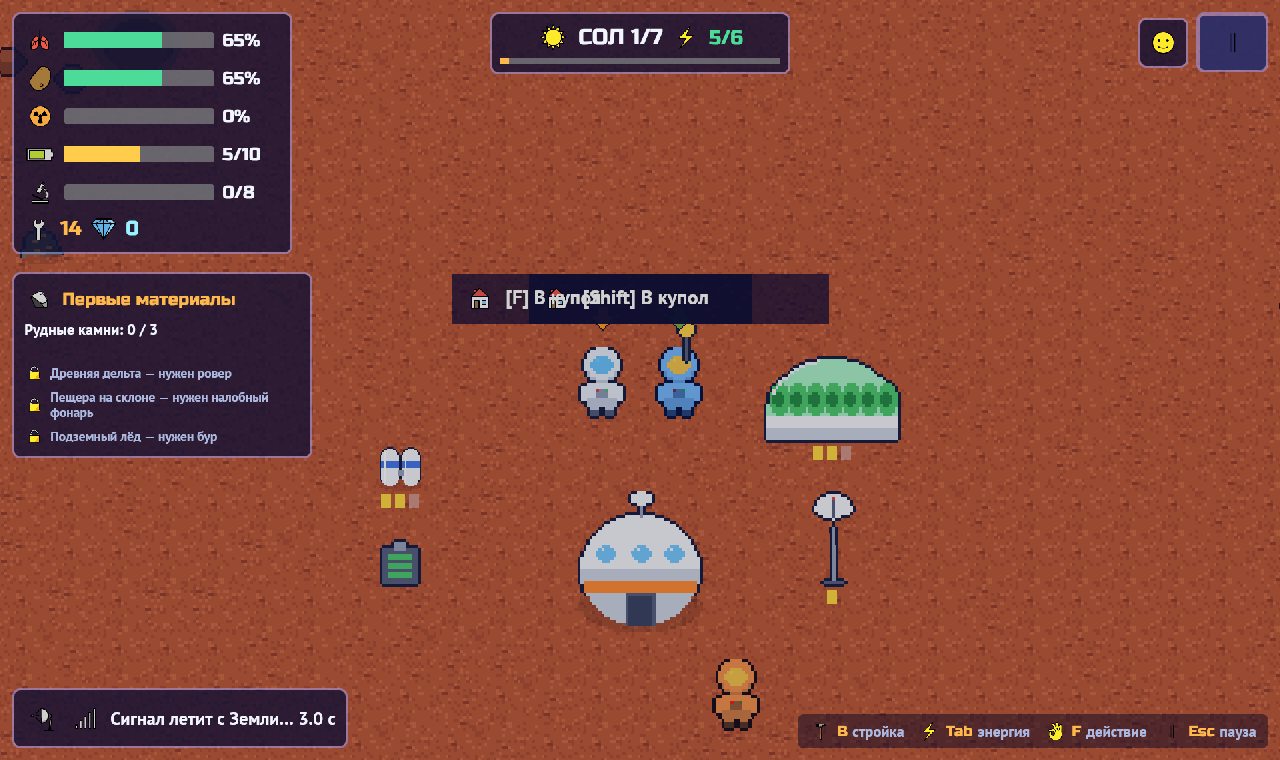 65%
65%
0%
5/10
0/8
14 0
СОЛ 1/7 5/6
Первые материалы
Рудные камни: 0 / 3
Древняя дельта — нужен ровер
Пещера на склоне — нужен налобный
фонарь
Подземный лёд — нужен бур
[F] В купол
[Shift] В купол
Сигнал летит с Земли... 3.0 с
B стройка Tab энергия F действие Esc пауза